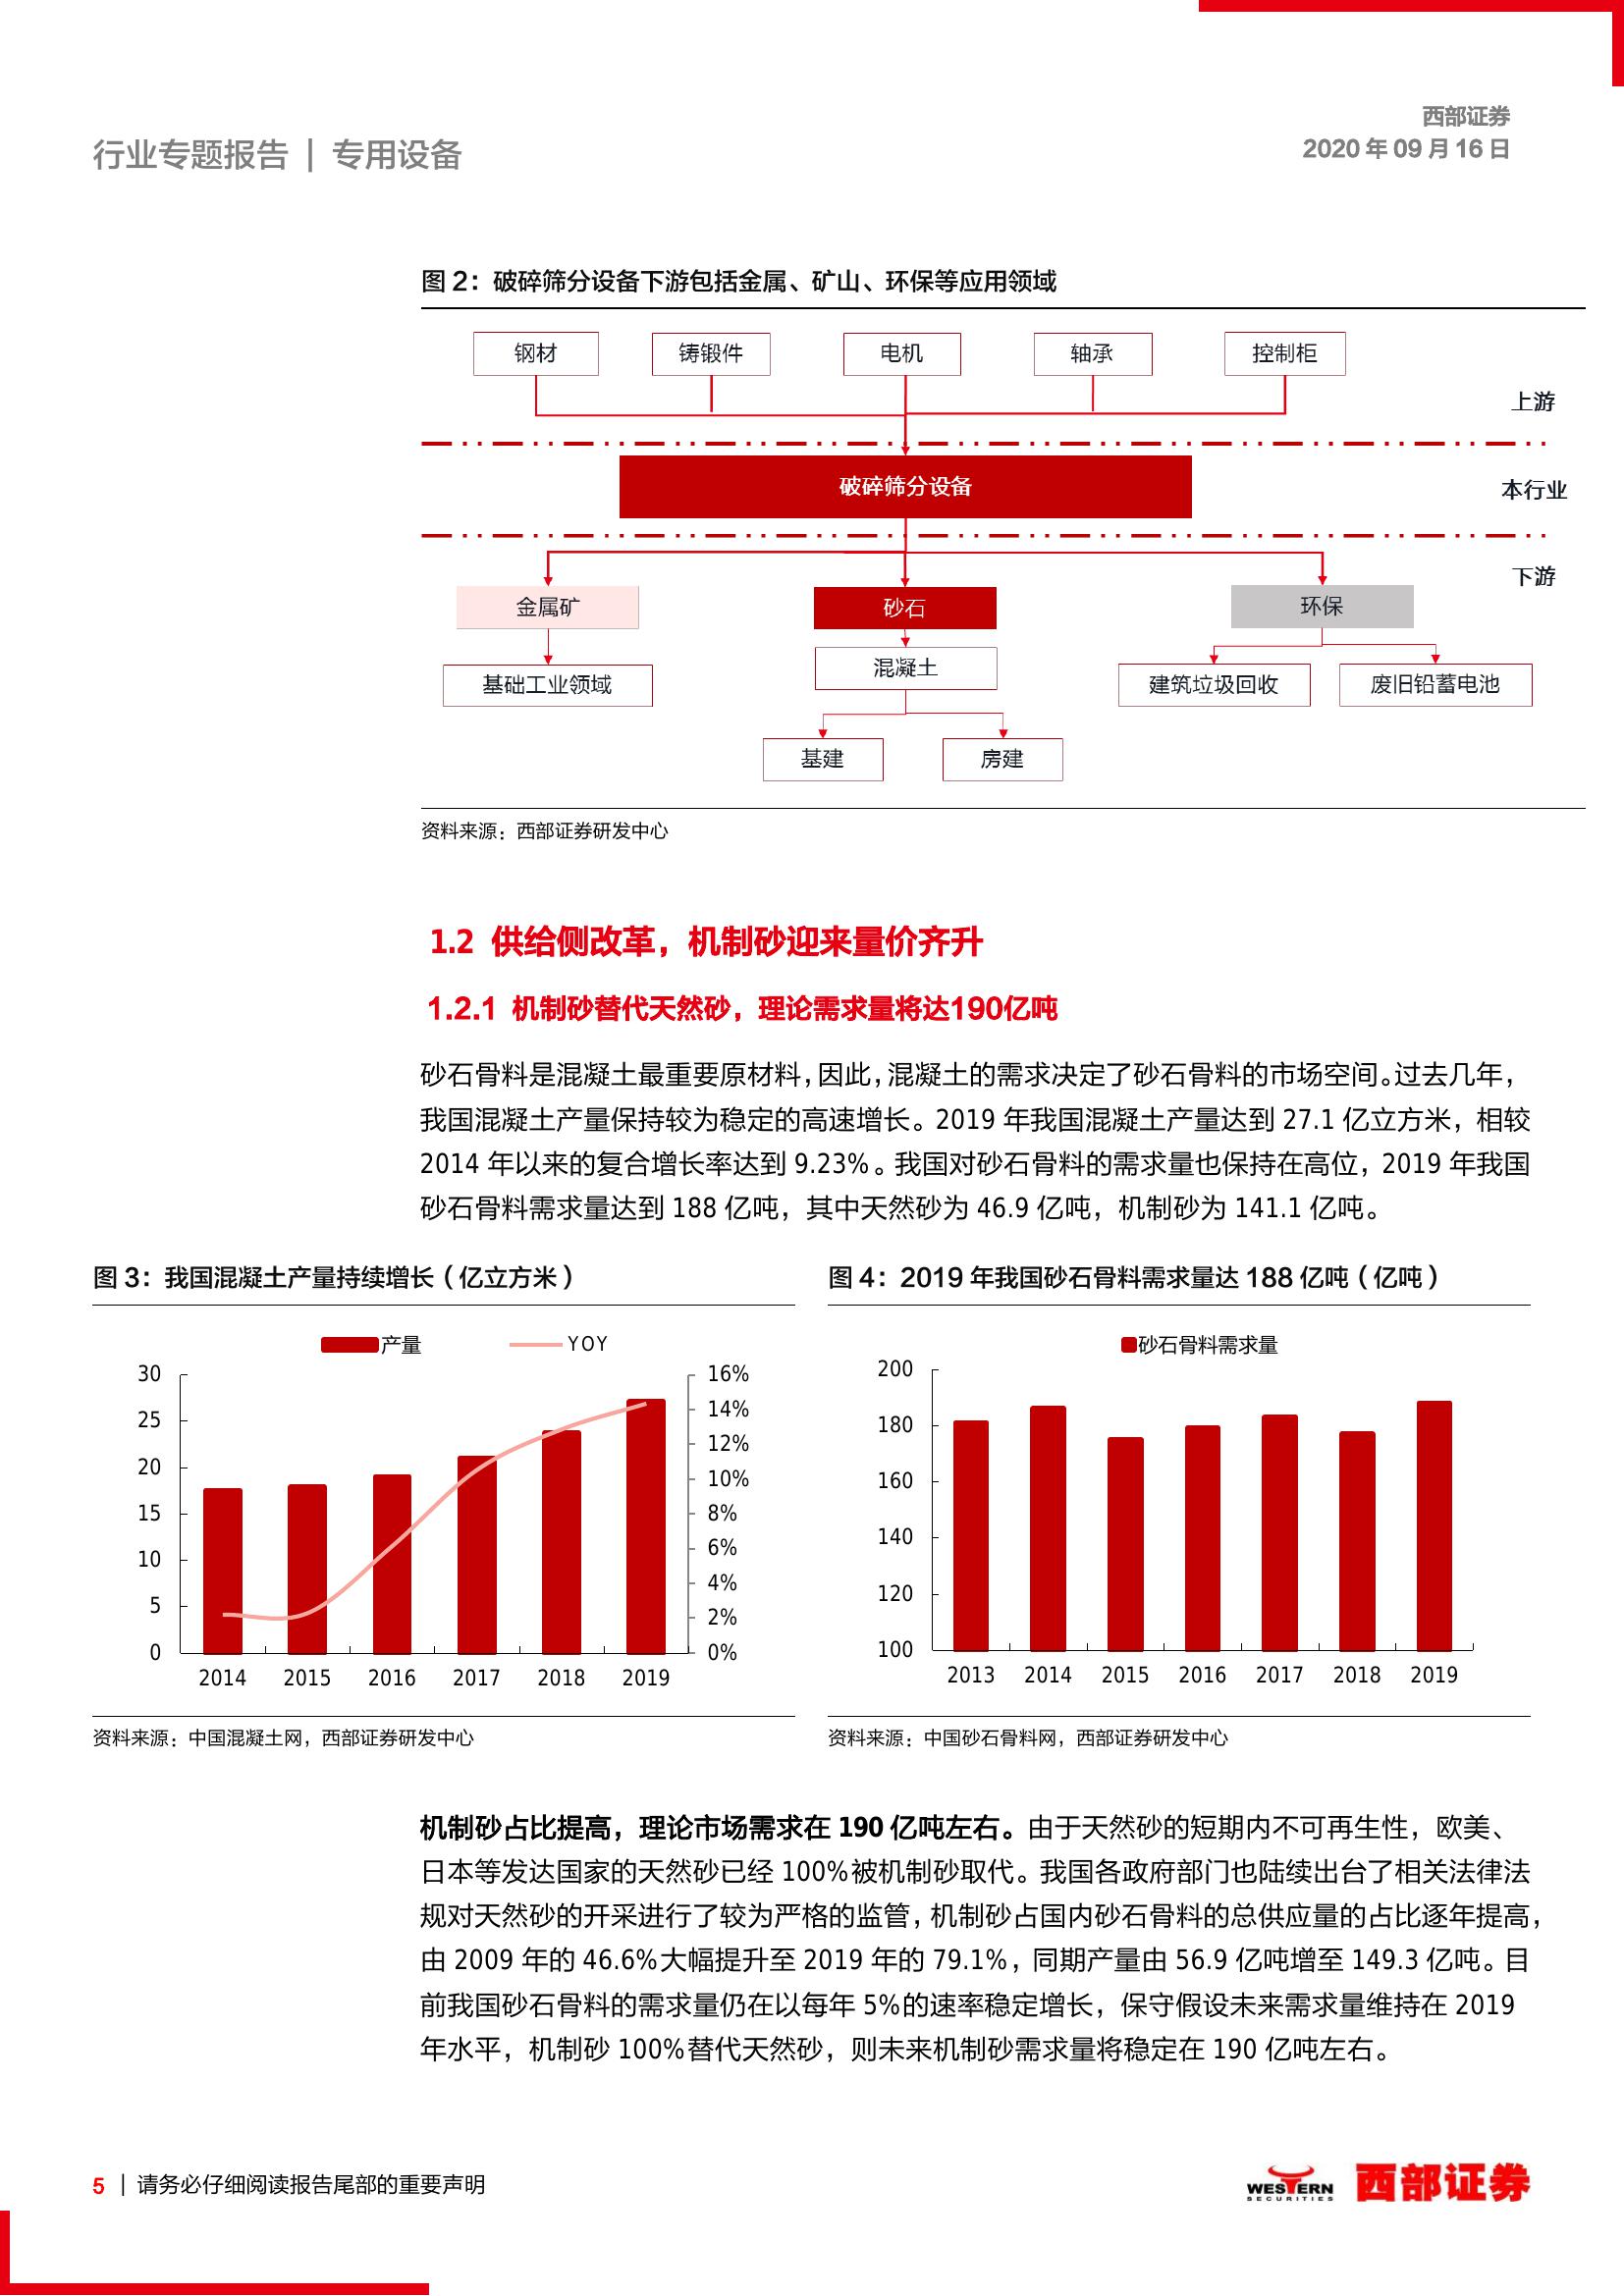 西部证券
行业专题报告 | 专用设备
2020 年 09 月 16 日
图 2：破碎筛分设备下游包括金属、矿山、环保等应用领域
钢材 铸锻件 电机 轴承 控制柜
上游
破碎筛分设备
本行业
下游
金属矿 砂石 环保
混凝土
基础工业领域 建筑垃圾回收 废旧铅蓄电池
基建 房建
资料来源：西部证券研发中心
1.2 供给侧改革，机制砂迎来量价齐升
1.2.1 机制砂替代天然砂，理论需求量将达190亿吨
砂石骨料是混凝土最重要原材料，因此，混凝土的需求决定了砂石骨料的市场空间。过去几年，
我国混凝土产量保持较为稳定的高速增长。2019 年我国混凝土产量达到 27.1 亿立方米，相较
2014 年以来的复合增长率达到 9.23%。我国对砂石骨料的需求量也保持在高位，2019 年我国
砂石骨料需求量达到 188 亿吨，其中天然砂为 46.9 亿吨，机制砂为 141.1 亿吨。
图 3：我国混凝土产量持续增长（亿立方米）
产量 YOY
30
25
20
15
10
5
0
16%
14%
12%
10%
8%
6%
4%
2%
0%
2014 2015 2016 2017 2018 2019
资料来源：中国混凝土网，西部证券研发中心
图 4：2019 年我国砂石骨料需求量达 188 亿吨（亿吨）
砂石骨料需求量
200
180
160
140
120
100
2013 2014 2015 2016 2017 2018 2019
资料来源：中国砂石骨料网，西部证券研发中心
机制砂占比提高，理论市场需求在 190 亿吨左右。由于天然砂的短期内不可再生性，欧美、
日本等发达国家的天然砂已经 100%被机制砂取代。我国各政府部门也陆续出台了相关法律法
规对天然砂的开采进行了较为严格的监管，机制砂占国内砂石骨料的总供应量的占比逐年提高，
由 2009 年的 46.6%大幅提升至 2019 年的 79.1%，同期产量由 56.9 亿吨增至 149.3 亿吨。目
前我国砂石骨料的需求量仍在以每年 5%的速率稳定增长，保守假设未来需求量维持在 2019
年水平，机制砂 100%替代天然砂，则未来机制砂需求量将稳定在 190 亿吨左右。
5 | 请务必仔细阅读报告尾部的重要声明
WESTERN
SECURITIES
西部证券